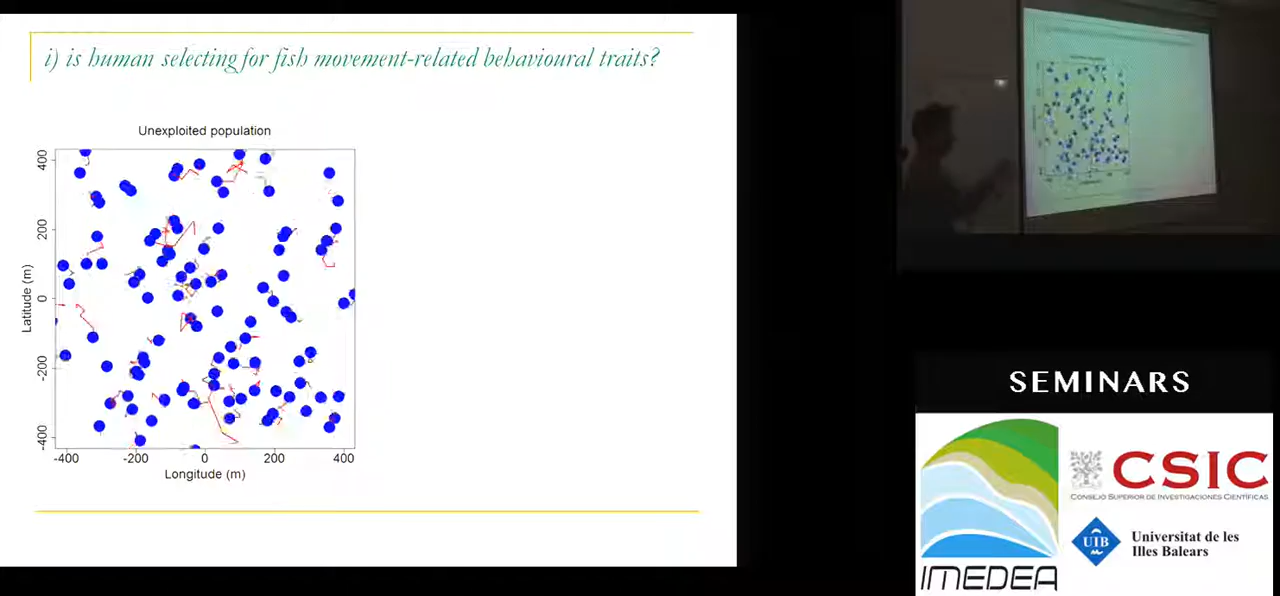 i) is human selecting for fish movement-related behavioural traits?
Unexploited population
Latitude (m)
400
200
0
-200
-400
-400
-200
0
200
400
Longitude (m)
SEMINARS
IMEDEA
CSIC
CONSEJO SUPERIOR DE INVESTIGACIONES CIENTÍFICAS
UIB
Universitat de les
Illes Balears